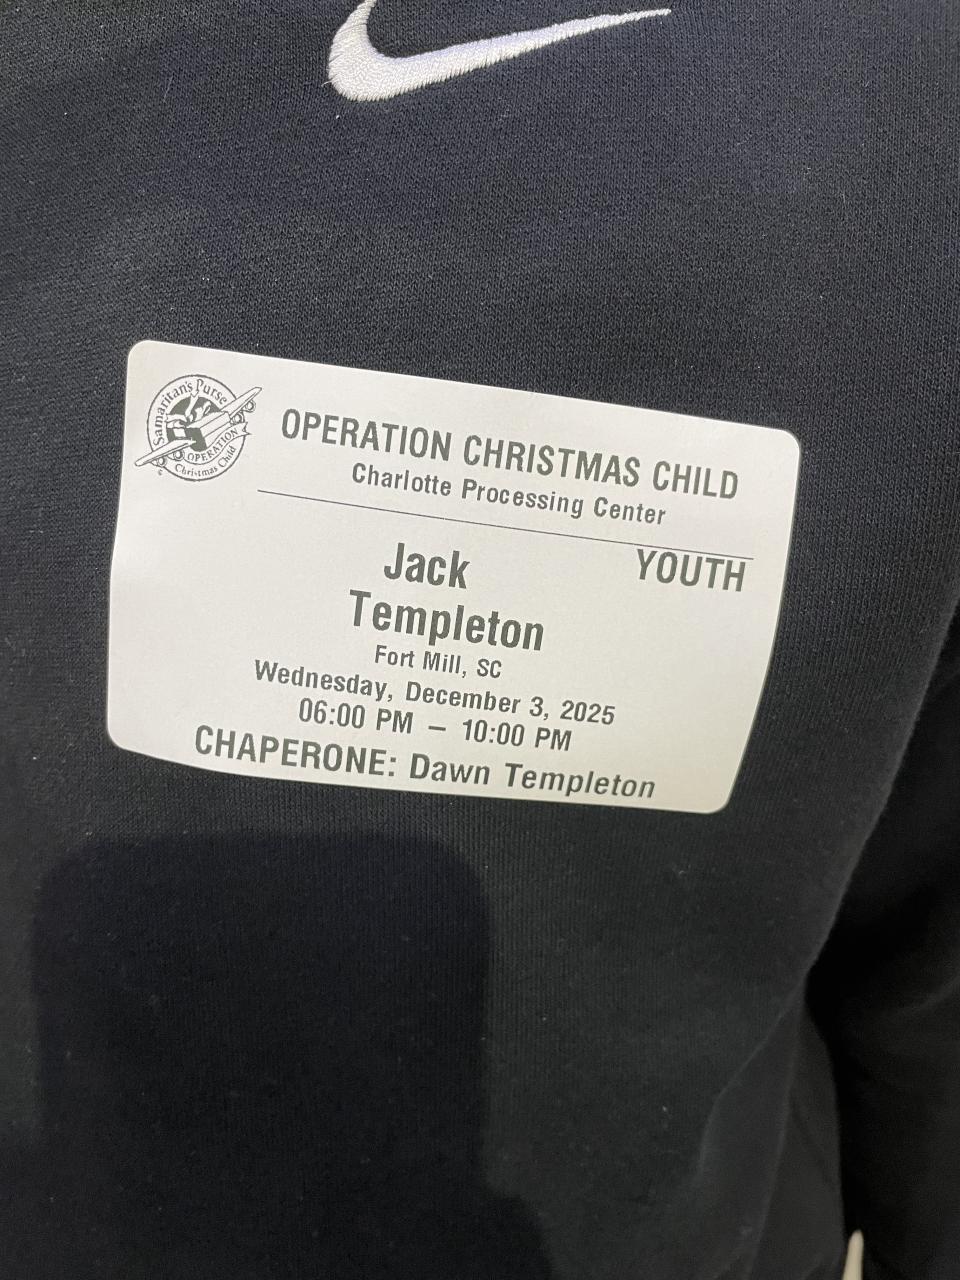 Samaritan's Purse
OPERATION
Christmas Child
OPERATION CHRISTMAS CHILD
Charlotte Processing Center
YOUTH
Jack
Templeton
Fort Mill, SC
Wednesday, December 3, 2025
06:00 PM – 10:00 PM
CHAPERONE: Dawn Templeton